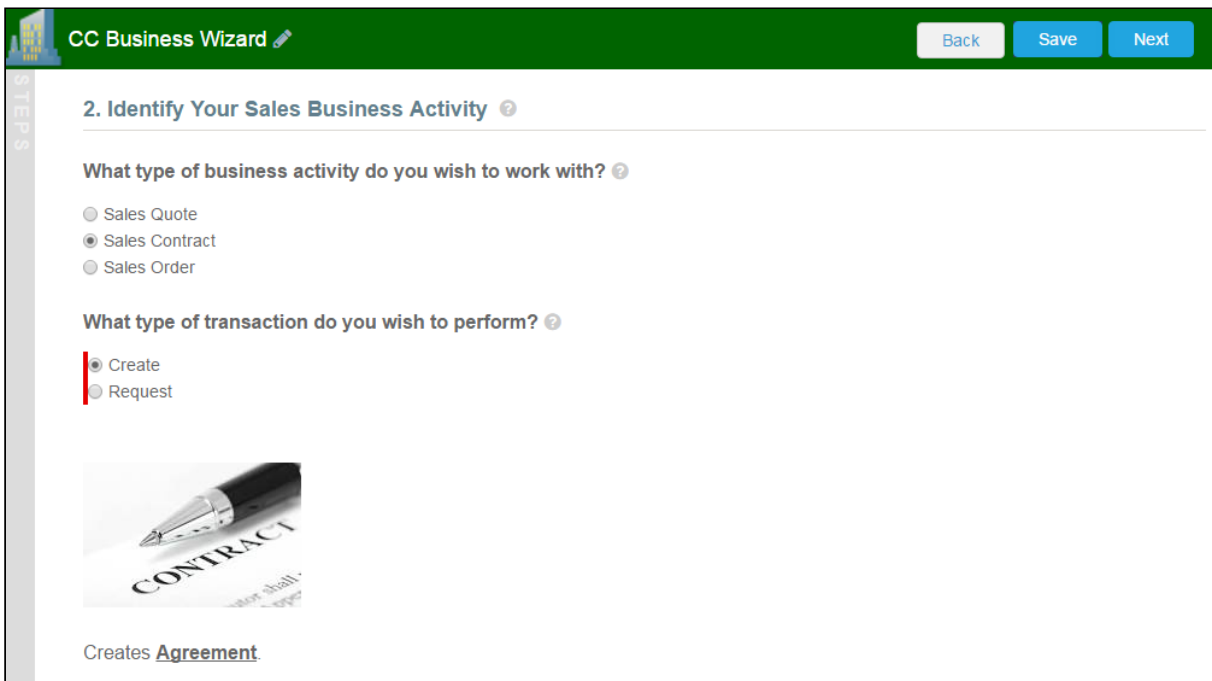 CC Business Wizard
Back
Save
Next
STEPS
2. Identify Your Sales Business Activity
What type of business activity do you wish to work with?
Sales Quote
Sales Contract
Sales Order
What type of transaction do you wish to perform?
Create
Request
CONTRACT
shall
Creates Agreement.